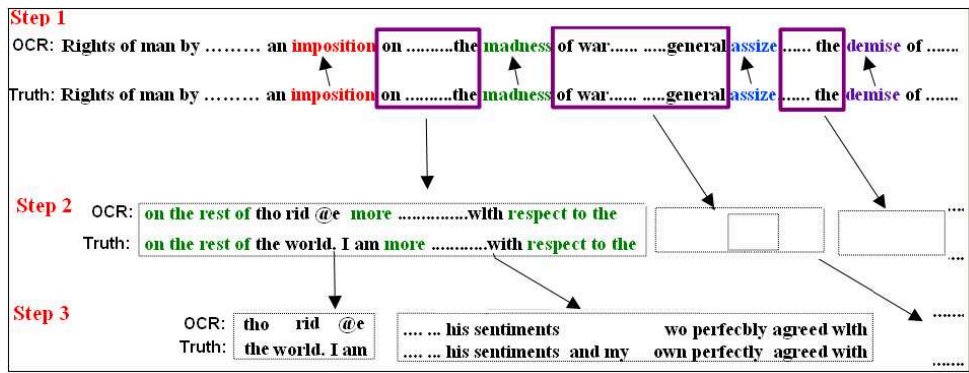 Step 1
OCR: Rights of man by ......... an imposition on ..........the madness of war...... .....general assize ...... the demise of .......
Truth: Rights of man by ......... an imposition on ..........the madness of war...... .....general assize ...... the demise of .......
Step 2
OCR: on the rest of tho rid @e more ..............wlth respect to the
Truth: on the rest of the world. I am more ............with respect to the
.....
.....
Step 3
OCR: tho rid @e .... ... his sentiments wo perfecbly agreed wlth
Truth: the world. I am .... ... his sentiments and my own perfectly agreed with
.......
.......